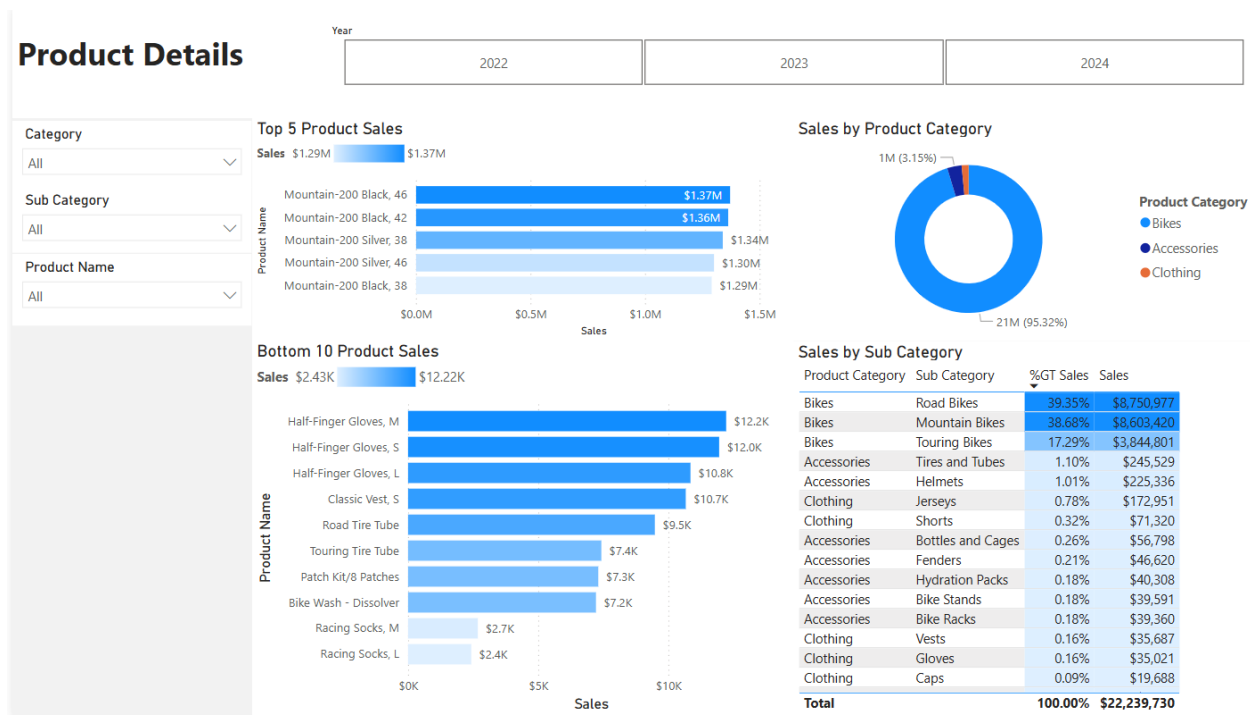 Product Details
Year
2022 2023 2024
Category
All
Sub Category
All
Product Name
All
Top 5 Product Sales
Sales $1.29M $1.37M
Product Name
Mountain-200 Black, 46 $1.37M
Mountain-200 Black, 42 $1.36M
Mountain-200 Silver, 38 $1.34M
Mountain-200 Silver, 46 $1.30M
Mountain-200 Black, 38 $1.29M
$0.0M $0.5M $1.0M $1.5M
Sales
Sales by Product Category
1M (3.15%)
21M (95.32%)
Product Category
Bikes
Accessories
Clothing
Bottom 10 Product Sales
Sales $2.43K $12.22K
Product Name
Half-Finger Gloves, M $12.2K
Half-Finger Gloves, S $12.0K
Half-Finger Gloves, L $10.8K
Classic Vest, S $10.7K
Road Tire Tube $9.5K
Touring Tire Tube $7.4K
Patch Kit/8 Patches $7.3K
Bike Wash - Dissolver $7.2K
Racing Socks, M $2.7K
Racing Socks, L $2.4K
$0K $5K $10K
Sales
Sales by Sub Category
Product Category Sub Category %GT Sales Sales
Bikes Road Bikes 39.35% $8,750,977
Bikes Mountain Bikes 38.68% $8,603,420
Bikes Touring Bikes 17.29% $3,844,801
Accessories Tires and Tubes 1.10% $245,529
Accessories Helmets 1.01% $225,336
Clothing Jerseys 0.78% $172,951
Clothing Shorts 0.32% $71,320
Accessories Bottles and Cages 0.26% $56,798
Accessories Fenders 0.21% $46,620
Accessories Hydration Packs 0.18% $40,308
Accessories Bike Stands 0.18% $39,591
Accessories Bike Racks 0.18% $39,360
Clothing Vests 0.16% $35,687
Clothing Gloves 0.16% $35,021
Clothing Caps 0.09% $19,688
Total 100.00% $22,239,730